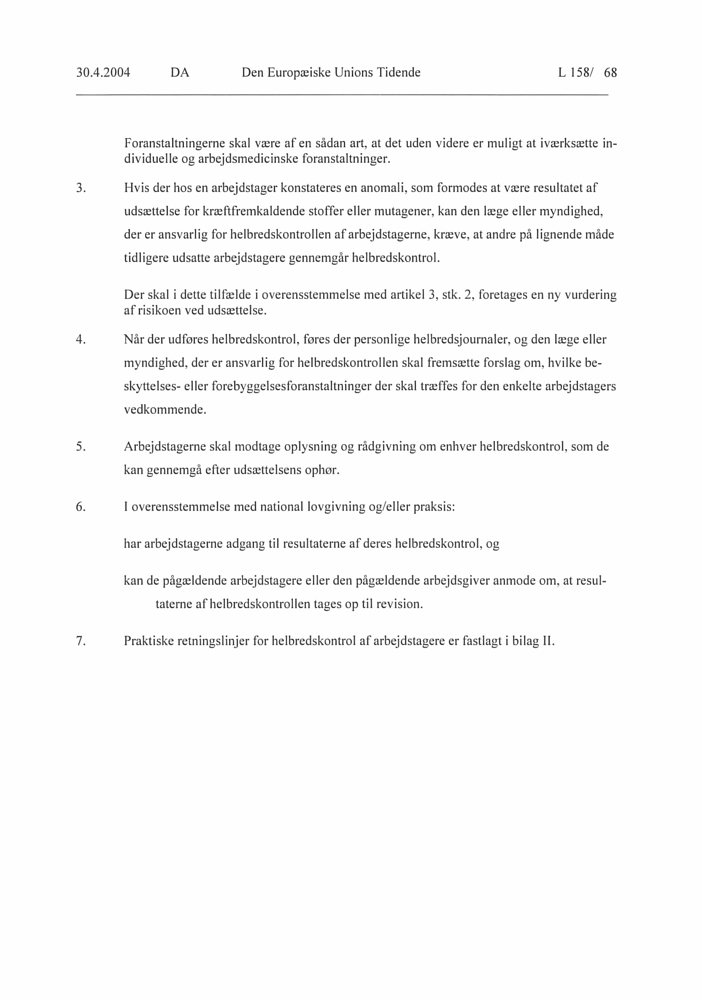 30.4.2004 DA Den Europæiske Unions Tidende L 158/ 68
Foranstaltningerne skal være af en sådan art, at det uden videre er muligt at iværksætte in-
dividuelle og arbejdsmedicinske foranstaltninger.
3. Hvis der hos en arbejdstager konstateres en anomali, som formodes at være resultatet af
udsættelse for kræftfremkaldende stoffer eller mutagener, kan den læge eller myndighed,
der er ansvarlig for helbredskontrollen af arbejdstagerne, kræve, at andre på lignende måde
tidligere udsatte arbejdstagere gennemgår helbredskontrol.
Der skal i dette tilfælde i overensstemmelse med artikel 3, stk. 2, foretages en ny vurdering
af risikoen ved udsættelse.
4. Når der udføres helbredskontrol, føres der personlige helbredsjournaler, og den læge eller
myndighed, der er ansvarlig for helbredskontrollen skal fremsætte forslag om, hvilke be-
skyttelses- eller forebyggelsesforanstaltninger der skal træffes for den enkelte arbejdstagers
vedkommende.
5. Arbejdstagerne skal modtage oplysning og rådgivning om enhver helbredskontrol, som de
kan gennemgå efter udsættelsens ophør.
6. I overensstemmelse med national lovgivning og/eller praksis:
har arbejdstagerne adgang til resultaterne af deres helbredskontrol, og
kan de pågældende arbejdstagere eller den pågældende arbejdsgiver anmode om, at resul-
taterne af helbredskontrollen tages op til revision.
7. Praktiske retningslinjer for helbredskontrol af arbejdstagere er fastlagt i bilag II.